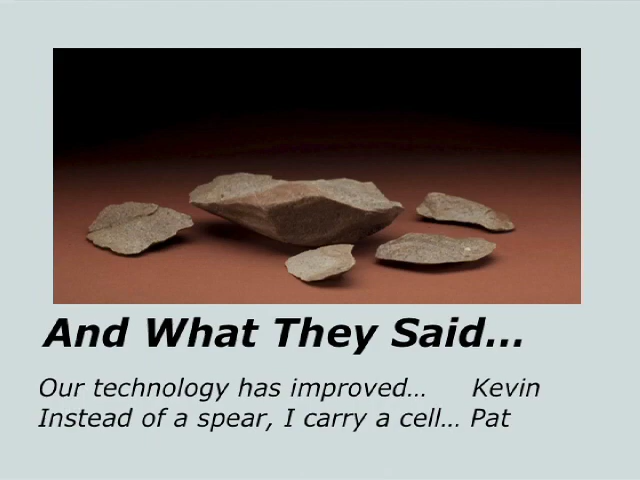 And What They Said…
Our technology has improved… Kevin
Instead of a spear, I carry a cell… Pat